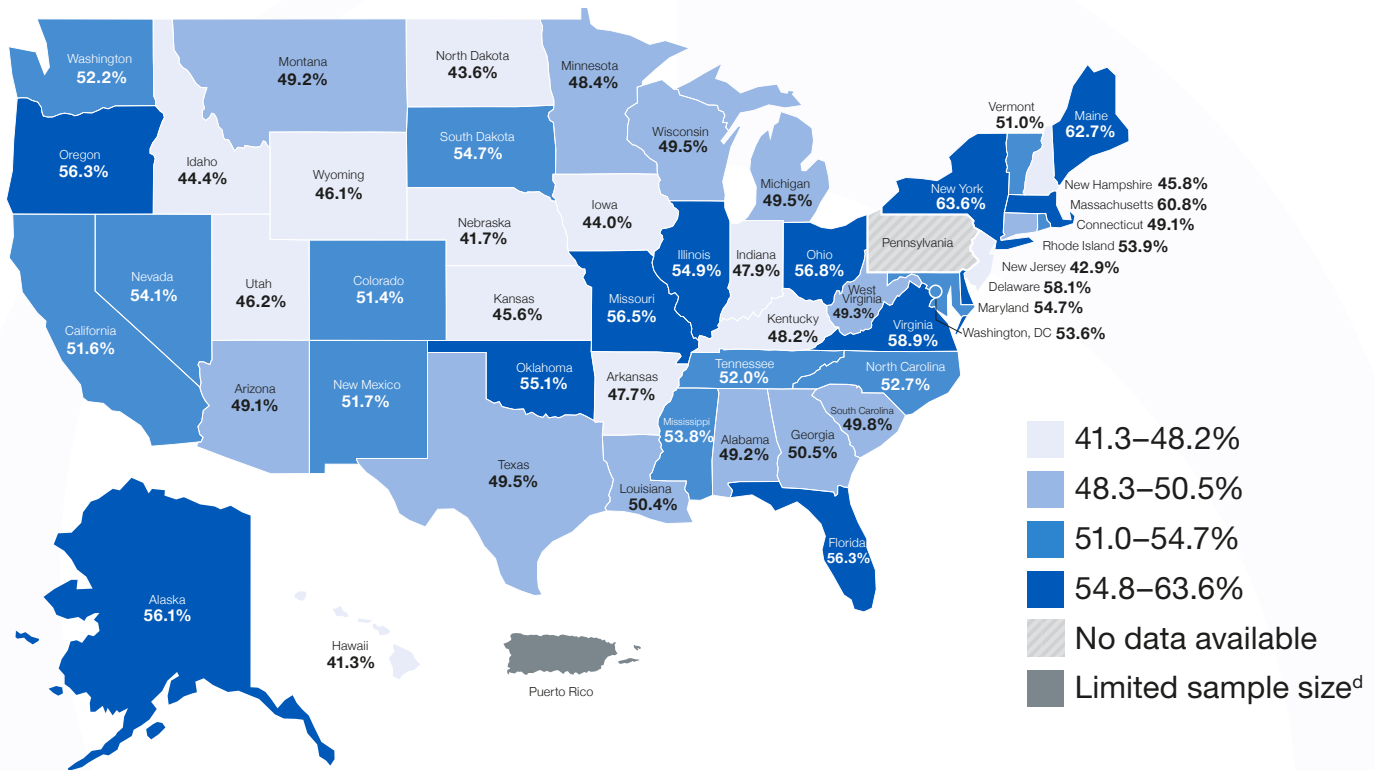 Washington
52.2%
Montana
49.2%
North Dakota
43.6%
Minnesota
48.4%
Vermont
51.0%
Maine
62.7%
Oregon
56.3%
Idaho
44.4%
Wyoming
46.1%
South Dakota
54.7%
Wisconsin
49.5%
Michigan
49.5%
New York
63.6%
New Hampshire 45.8%
Massachusetts 60.8%
Connecticut 49.1%
Rhode Island 53.9%
New Jersey 42.9%
Delaware 58.1%
Maryland 54.7%
Washington, DC 53.6%
Nebraska
41.7%
Iowa
44.0%
Illinois
54.9%
Indiana
47.9%
Ohio
56.8%
Pennsylvania
Nevada
54.1%
Utah
46.2%
Colorado
51.4%
Kansas
45.6%
Missouri
56.5%
Kentucky
48.2%
West
Virginia
49.3%
Virginia
58.9%
California
51.6%
Arizona
49.1%
New Mexico
51.7%
Oklahoma
55.1%
Arkansas
47.7%
Tennessee
52.0%
North Carolina
52.7%
Texas
49.5%
Louisiana
50.4%
Mississippi
53.8%
Alabama
49.2%
Georgia
50.5%
South Carolina
49.8%
Florida
56.3%
Alaska
56.1%
Hawaii
41.3%
Puerto Rico
41.3–48.2%
48.3–50.5%
51.0–54.7%
54.8–63.6%
No data available
Limited sample sizeᵈ